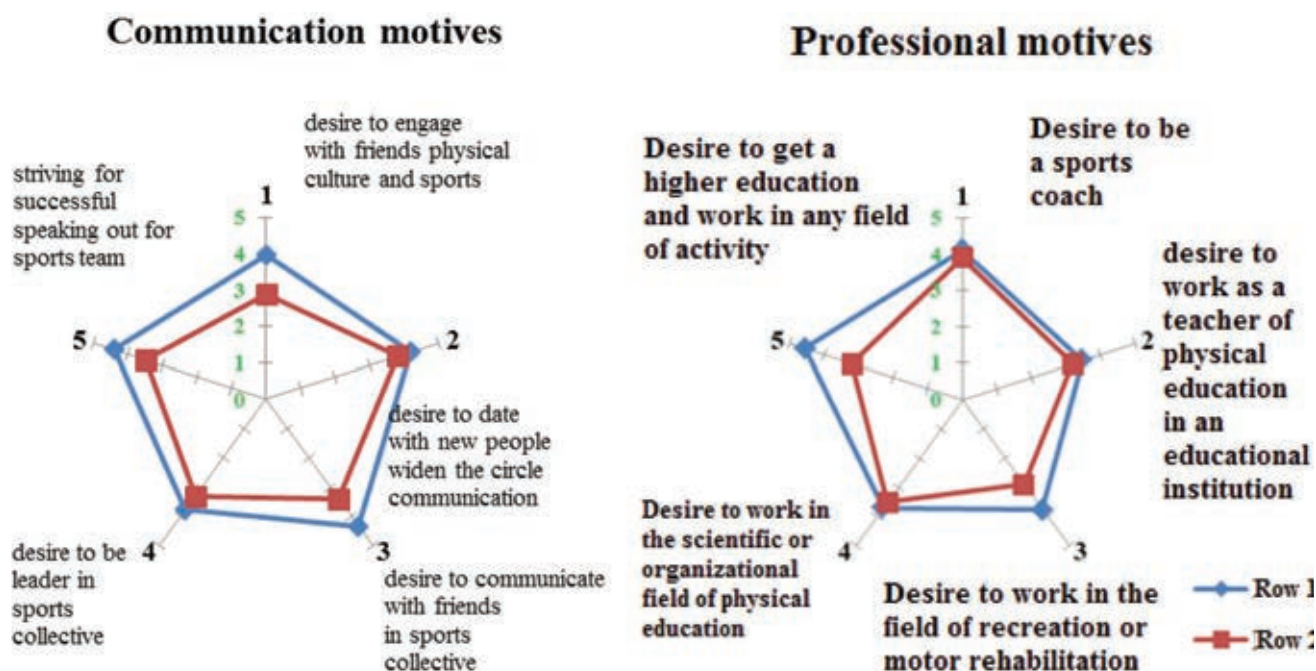 Communication motives
desire to engage
with friends physical
culture and sports
striving for
successful
speaking out for
sports team
1
5
4
3
2
1
0
2
3
4
5
desire to date
with new people
widen the circle
communication
desire to be
leader in
sports
collective
desire to communicate
with friends
in sports
collective
Professional motives
Desire to get a
higher education
and work in any field
of activity
Desire to be
a sports
coach
1
5
4
3
2
1
0
2
3
4
5
desire to
work as a
teacher of
physical
education
in an
educational
institution
Desire to work in
the scientific or
organizational
field of physical
education
Desire to work in the
field of recreation or
motor rehabilitation
Row 1
Row 2